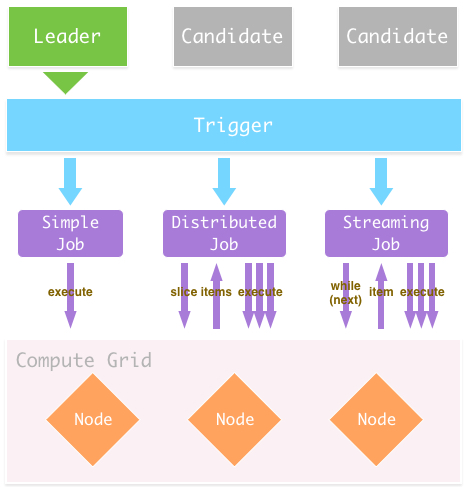 Leader
Candidate
Candidate
Trigger
Simple
Job
Distributed
Job
Streaming
Job
execute
slice items
execute
while
(next)
item
execute
Compute Grid
Node
Node
Node